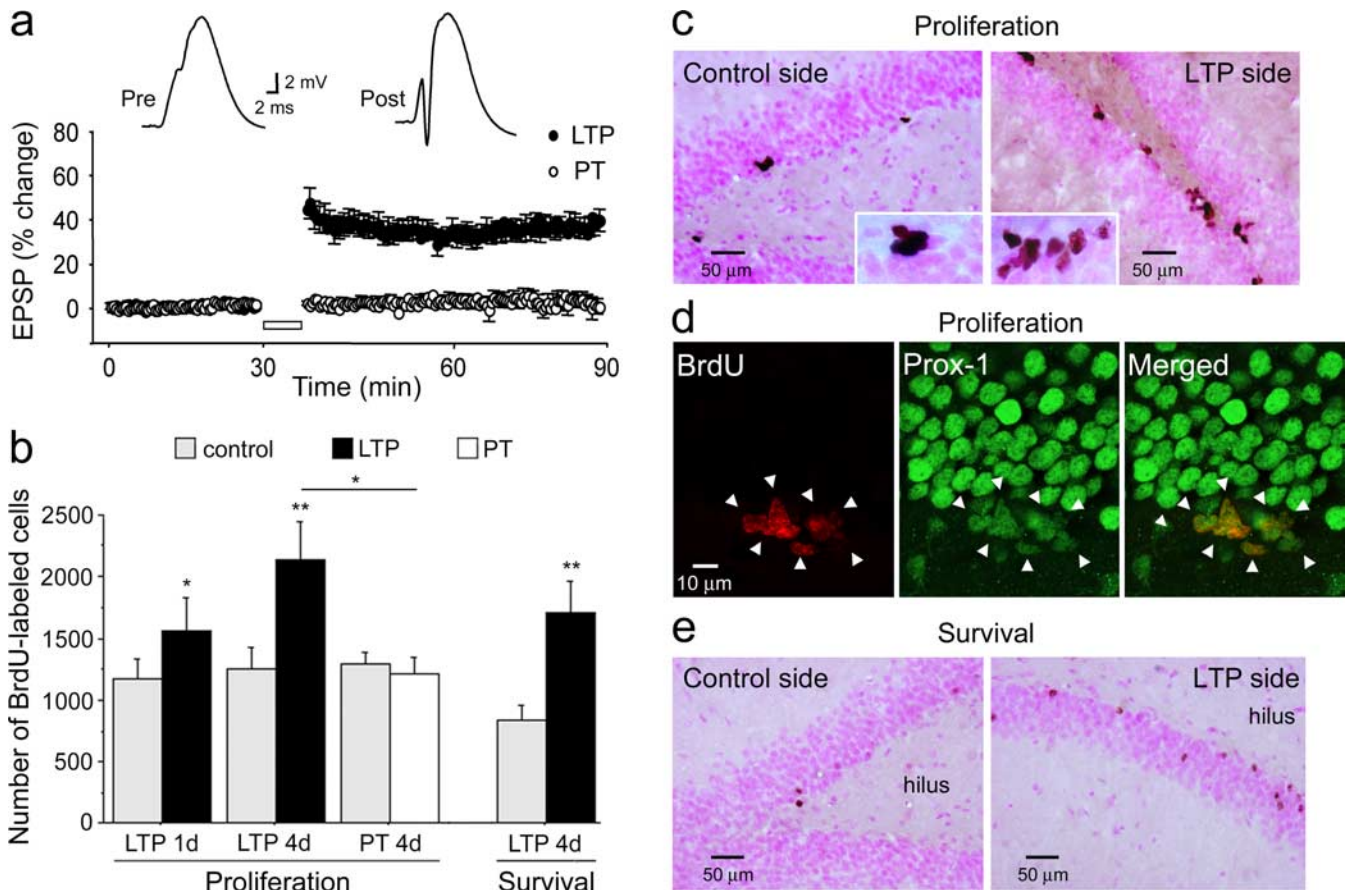 a
Pre
2 mV
2 ms
Post
LTP
PT
EPSP (% change)
80
60
40
20
0
0 30 60 90
Time (min)
b
control LTP PT
Number of BrdU-labeled cells
2500
2000
1500
1000
500
0
*
**
*
**
LTP 1d LTP 4d PT 4d LTP 4d
Proliferation Survival
c
Proliferation
Control side
50 μm
LTP side
50 μm
d
Proliferation
BrdU
10 μm
Prox-1
Merged
e
Survival
Control side
hilus
50 μm
LTP side
hilus
50 μm